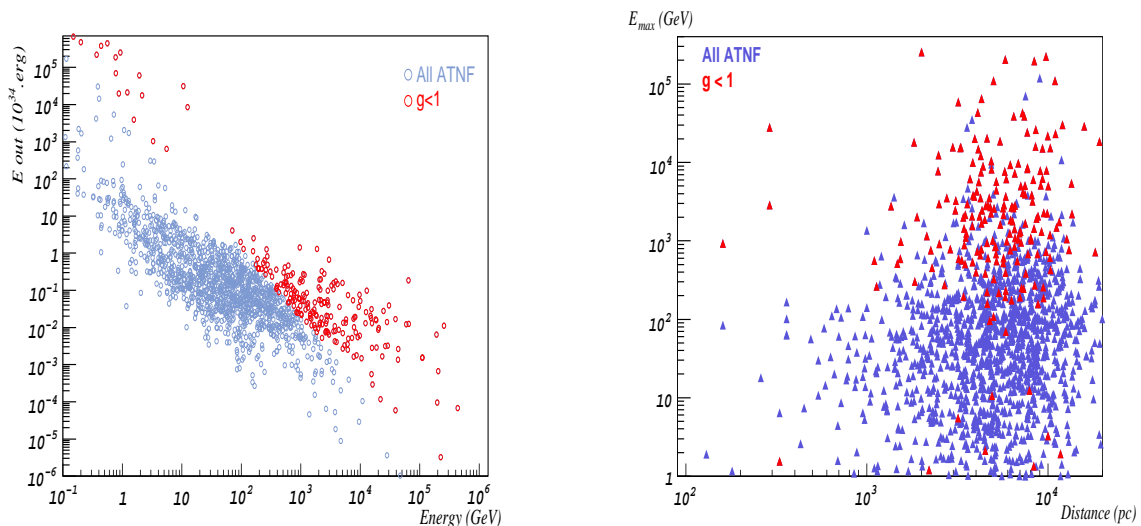 E out (10^34.erg)
All ATNF
g<1
10^5
10^4
10^3
10^2
10
1
10^-1
10^-2
10^-3
10^-4
10^-5
10^-6
10^-1 1 10 10^2 10^3 10^4 10^5 10^6
Energy (GeV)
E_max (GeV)
All ATNF
g < 1
10^5
10^4
10^3
10^2
10
1
10^2 10^3 10^4
Distance (pc)